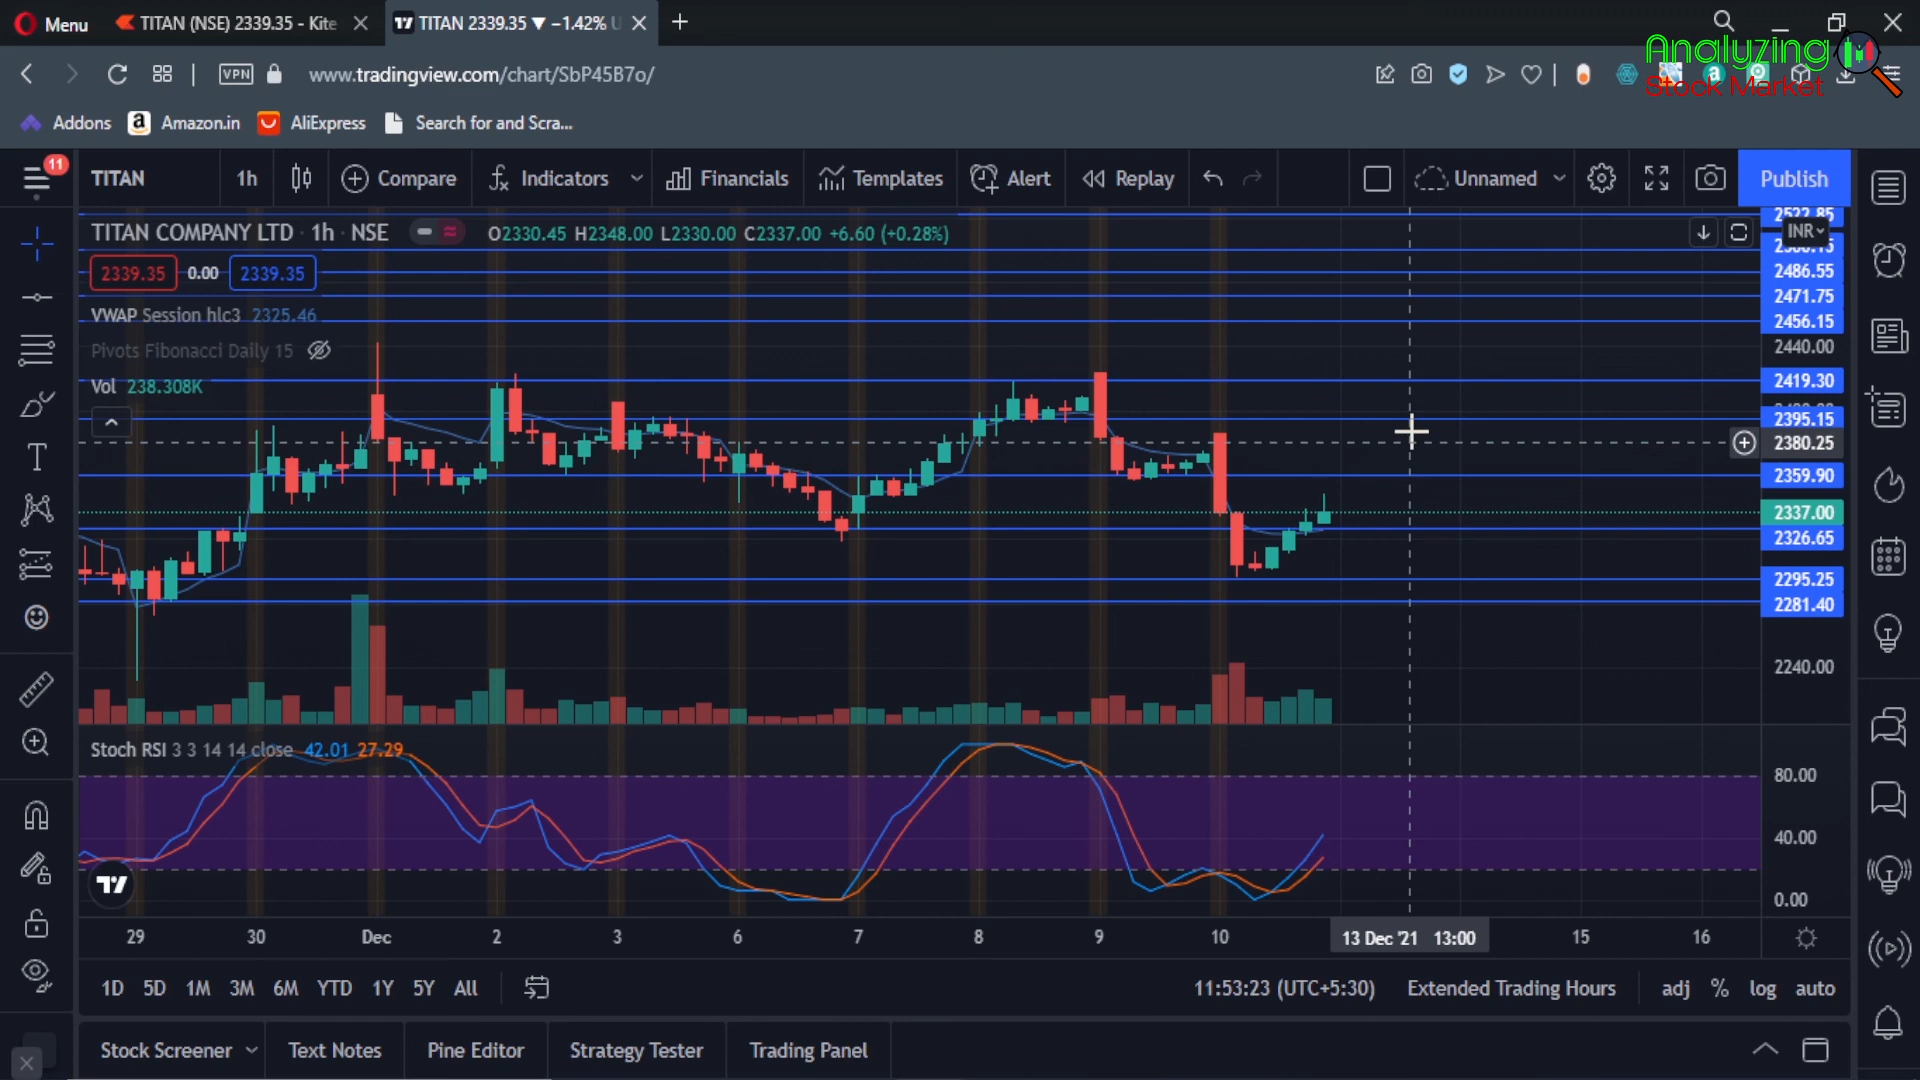 Menu
TITAN (NSE) 2339.35 - Kite
TITAN 2339.35 ▼ −1.42%
Analyzing
Stock Market
VPN
www.tradingview.com/chart/SbP45B7o/
Addons
Amazon.in
AliExpress
Search for and Scra...
11
TITAN
1h
Compare
Indicators
Financials
Templates
Alert
Replay
Unnamed
Publish
TITAN COMPANY LTD · 1h · NSE
O2330.45 H2348.00 L2330.00 C2337.00 +6.60 (+0.28%)
INR
2339.35
0.00
2339.35
VWAP Session hlc3 2325.46
Pivots Fibonacci Daily 15
Vol 238.308K
2522.85
2486.55
2471.75
2456.15
2440.00
2419.30
2395.15
2380.25
2359.90
2337.00
2326.65
2295.25
2281.40
2240.00
Stoch RSI 3 3 14 14 close 42.01 27.29
80.00
40.00
0.00
29
30
Dec
2
3
6
7
8
9
10
13 Dec '21 13:00
15
16
1D
5D
1M
3M
6M
YTD
1Y
5Y
All
11:53:23 (UTC+5:30)
Extended Trading Hours
adj
%
log
auto
Stock Screener
Text Notes
Pine Editor
Strategy Tester
Trading Panel